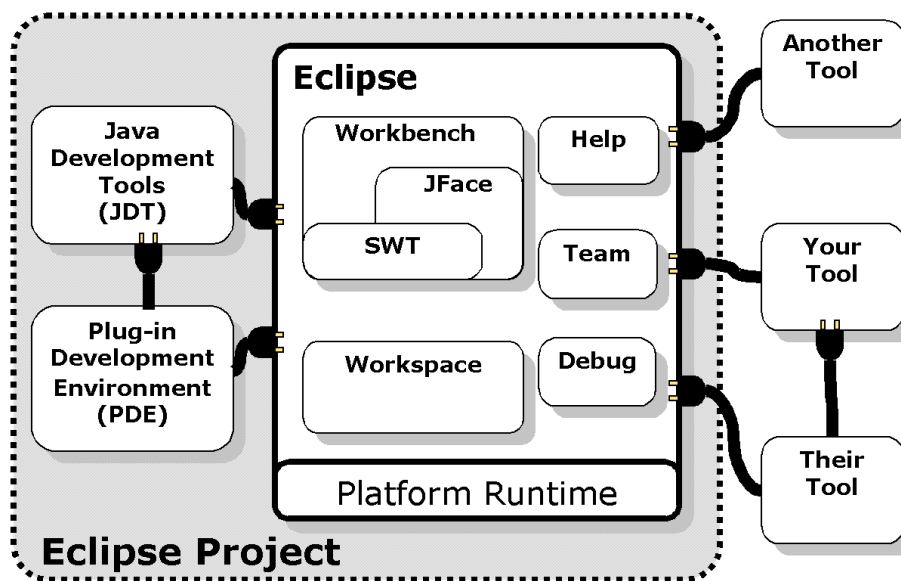 Eclipse
Workbench
JFace
SWT
Workspace
Help
Team
Debug
Platform Runtime
Java
Development
Tools
(JDT)
Plug-in
Development
Environment
(PDE)
Another
Tool
Your
Tool
Their
Tool
Eclipse Project